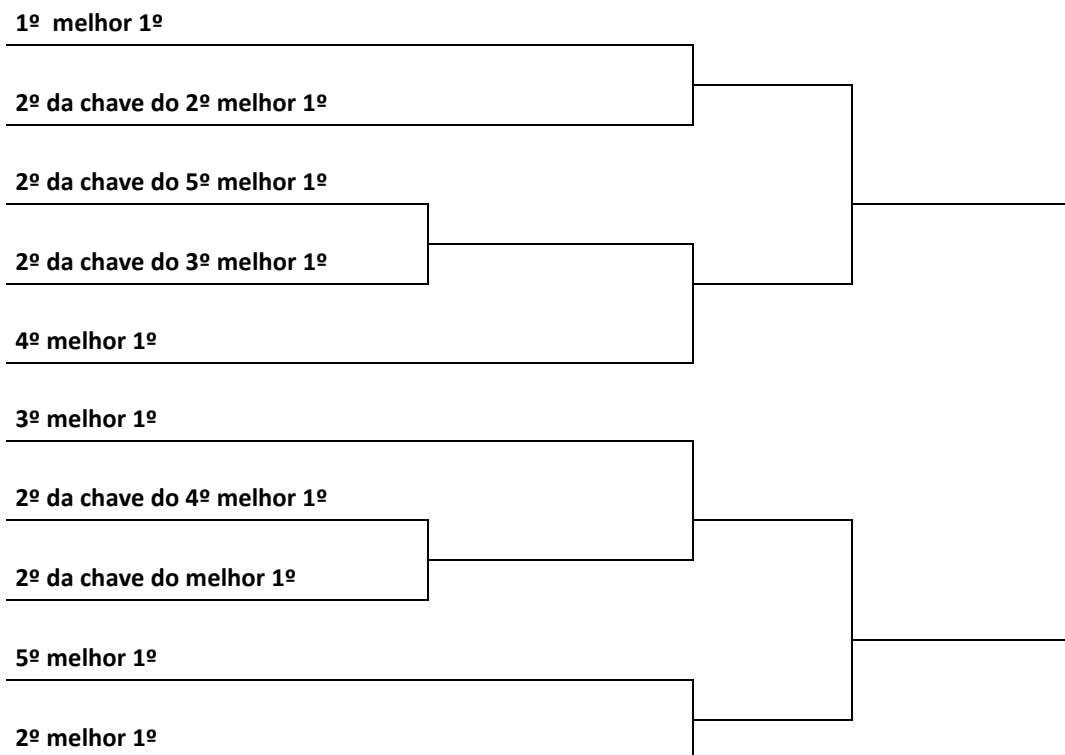 1º melhor 1º
2º da chave do 2º melhor 1º
2º da chave do 5º melhor 1º
2º da chave do 3º melhor 1º
4º melhor 1º
3º melhor 1º
2º da chave do 4º melhor 1º
2º da chave do melhor 1º
5º melhor 1º
2º melhor 1º